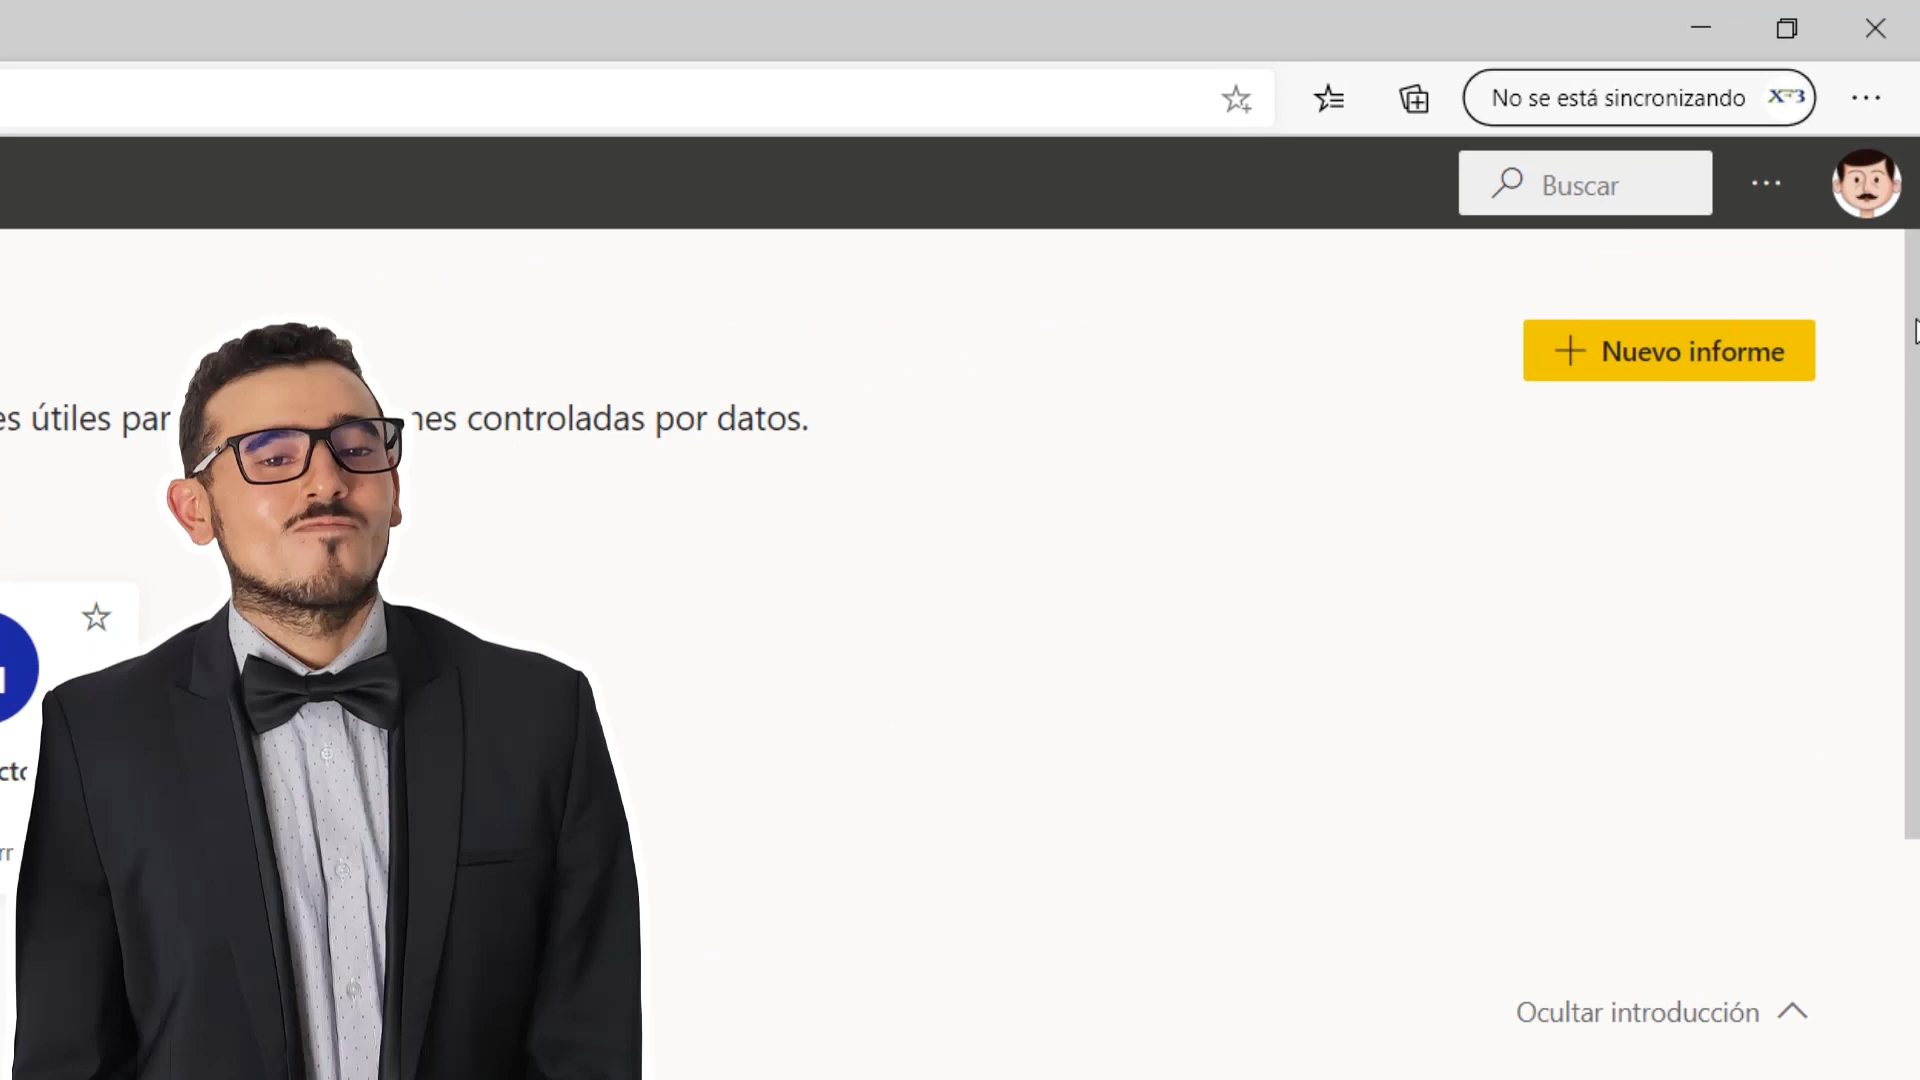 No se está sincronizando
Buscar
Nuevo informe
es útiles par nes controladas por datos.
Ocultar introducción